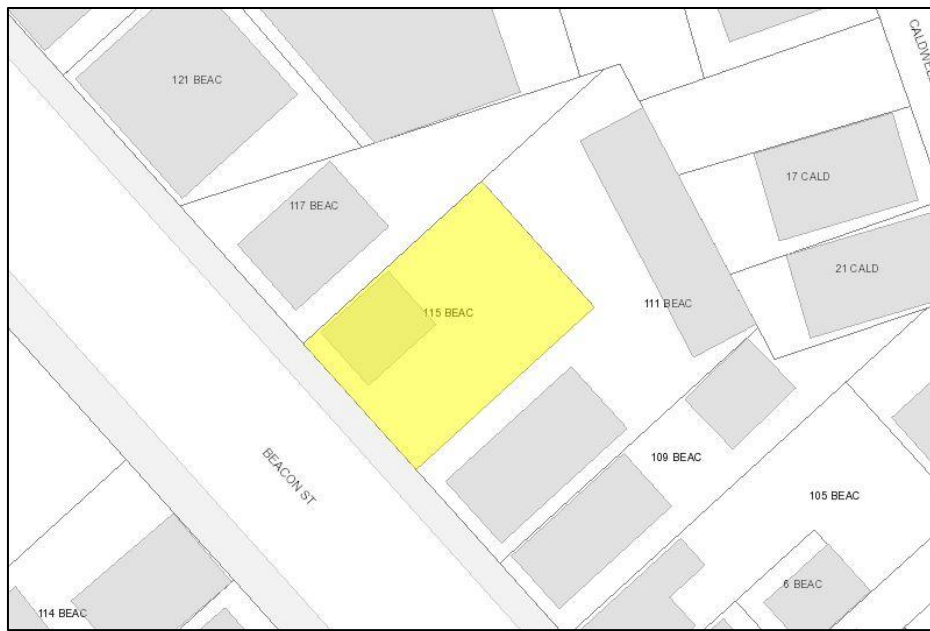 CALDWEL
121 BEAC
17 CALD
117 BEAC
21 CALD
111 BEAC
115 BEAC
109 BEAC
BEACON ST
105 BEAC
6 BEAC
114 BEAC